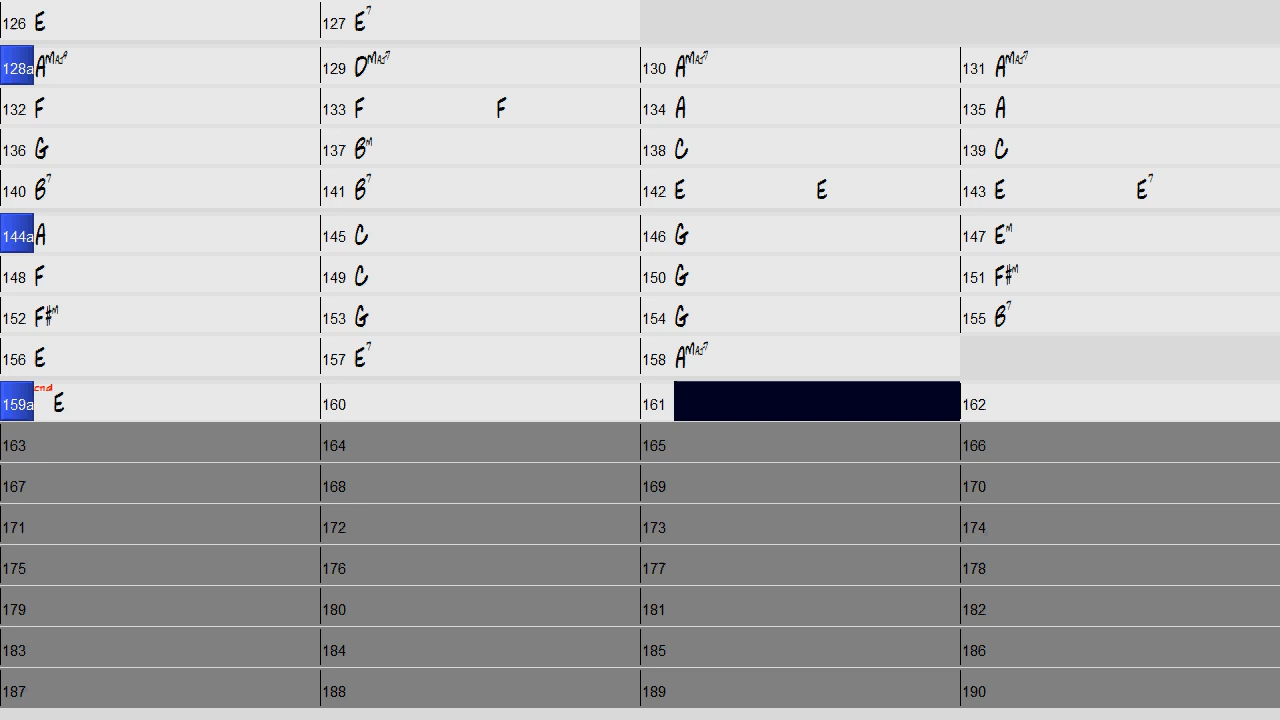 126 E 127 E7
128a AMaj9 129 DMaj7 130 AMaj7 131 AMaj7
132 F 133 F F 134 A 135 A
136 G 137 Bm 138 C 139 C
140 B7 141 B7 142 E E 143 E E7
144a A 145 C 146 G 147 Em
148 F 149 C 150 G 151 F#m
152 F#m 153 G 154 G 155 B7
156 E 157 E7 158 AMaj7
159a end E 160 161 162
163 164 165 166
167 168 169 170
171 172 173 174
175 176 177 178
179 180 181 182
183 184 185 186
187 188 189 190